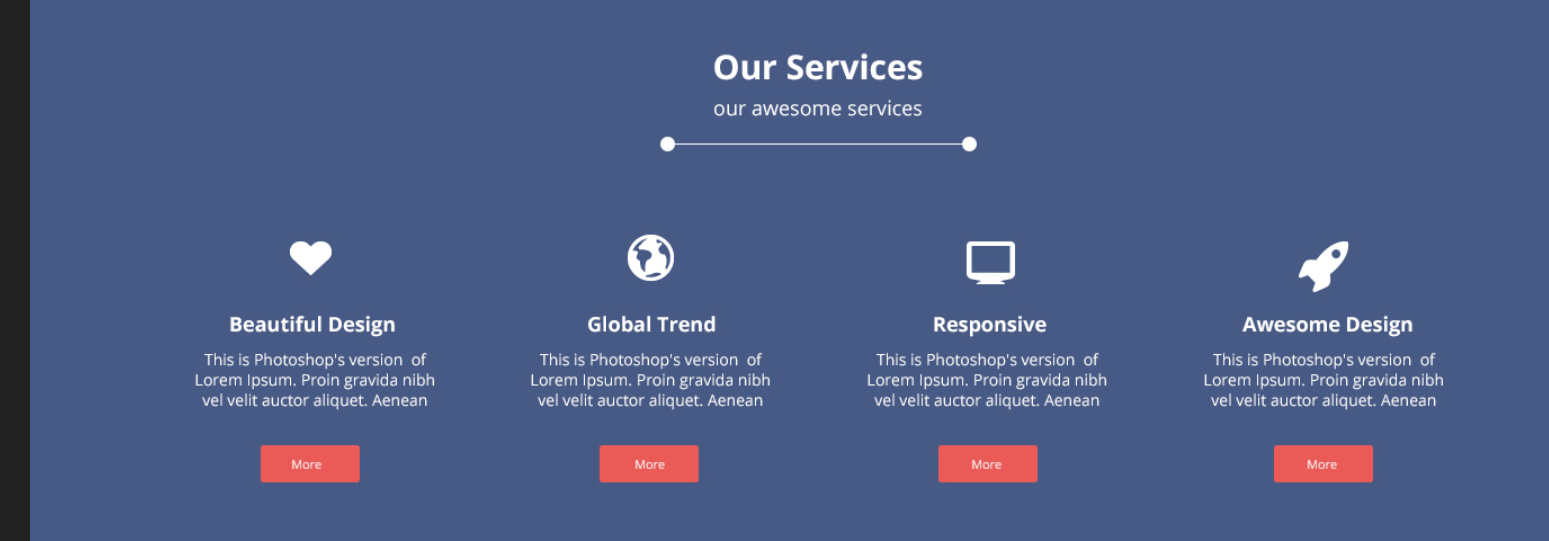 Our Services
our awesome services
Beautiful Design
This is Photoshop's version  of
Lorem Ipsum. Proin gravida nibh
vel velit auctor aliquet. Aenean
More
Global Trend
This is Photoshop's version  of
Lorem Ipsum. Proin gravida nibh
vel velit auctor aliquet. Aenean
More
Responsive
This is Photoshop's version  of
Lorem Ipsum. Proin gravida nibh
vel velit auctor aliquet. Aenean
More
Awesome Design
This is Photoshop's version  of
Lorem Ipsum. Proin gravida nibh
vel velit auctor aliquet. Aenean
More